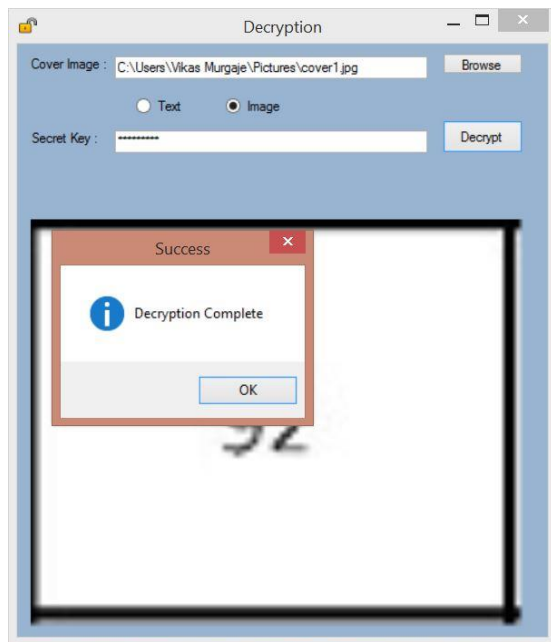 Decryption
Cover Image : C:\Users\Vikas Murgaje\Pictures\cover1.jpg Browse
Text Image
Secret Key : ********* Decrypt
Success
Decryption Complete
OK